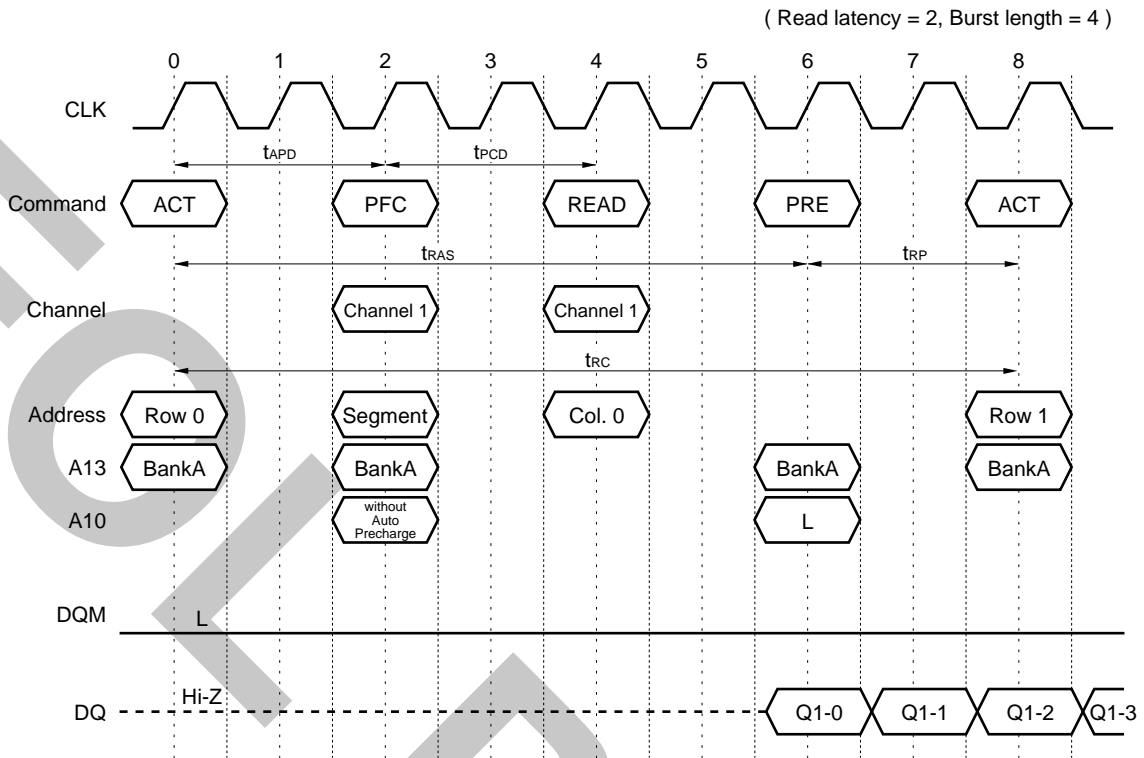 ( Read latency = 2, Burst length = 4 )
0 1 2 3 4 5 6 7 8
CLK
tAPD tPCD
Command ACT PFC READ PRE ACT
tRAS tRP
Channel Channel 1 Channel 1
tRC
Address Row 0 Segment Col. 0 Row 1
A13 BankA BankA BankA BankA
A10 without Auto Precharge L
DQM L
DQ Hi-Z Q1-0 Q1-1 Q1-2 Q1-3